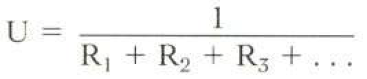 U = 1 / (R₁ + R₂ + R₃ + . . .)